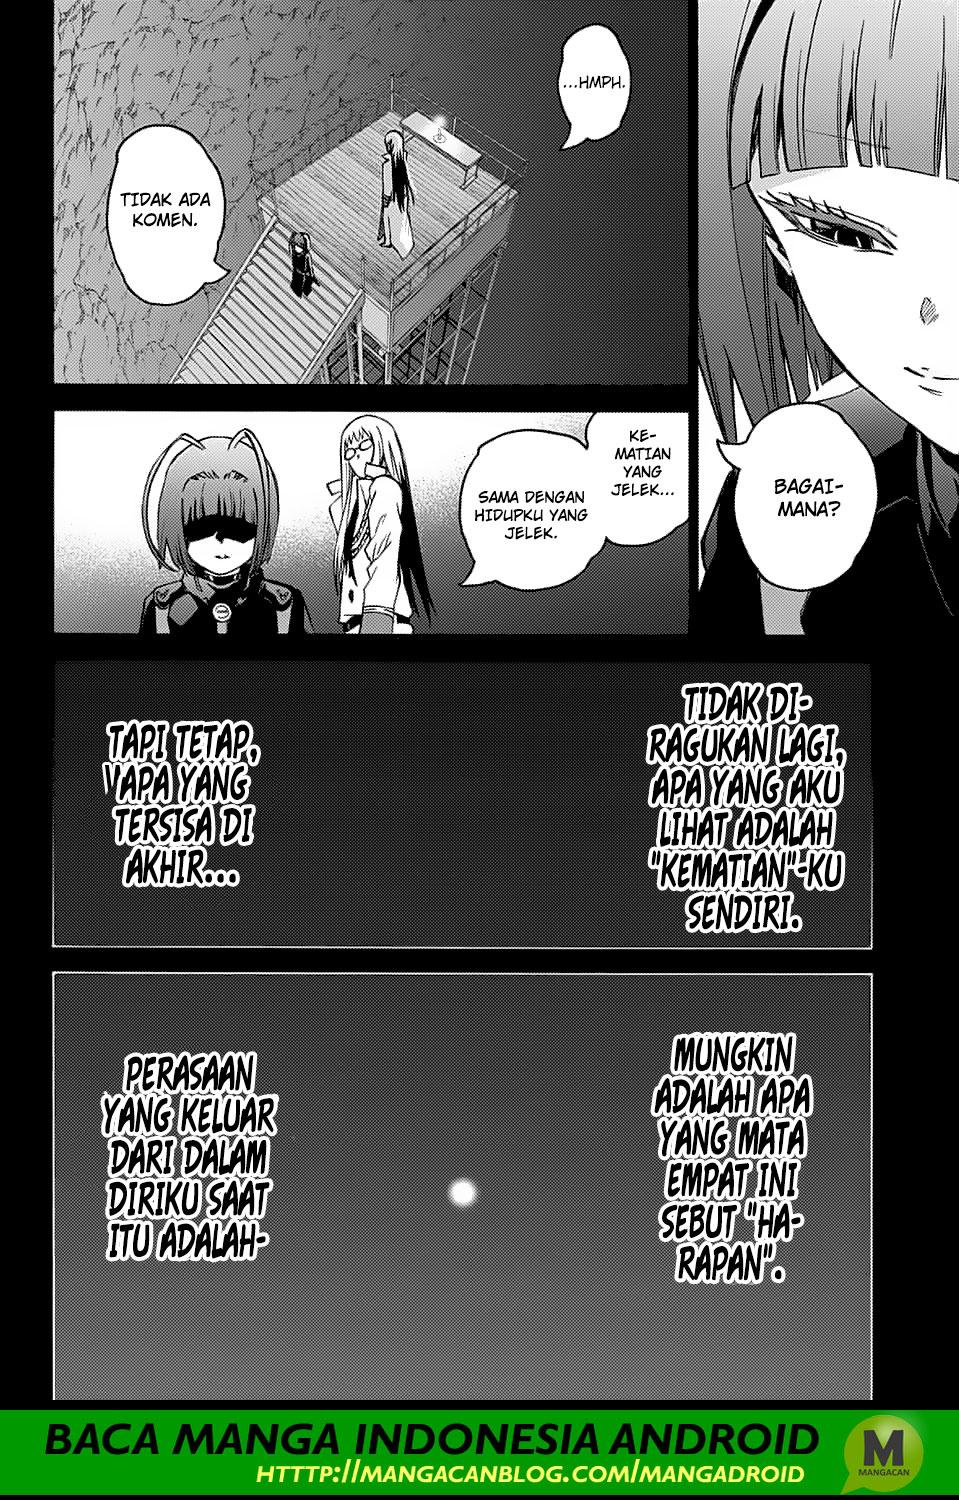 BAGAI-
MANA?
...HMPH.
TIDAK ADA
KOMEN.
KE-
MATIAN
YANG
JELEK...
SAMA DENGAN
HIDUPKU YANG
JELEK.
TIDAK DI-
RAGUKAN LAGI,
APA YANG AKU
LIHAT ADALAH
"KEMATIAN"-KU
SENDIRI.
TAPI TETAP,
APA YANG
TERSISA DI
AKHIR...
MUNGKIN
ADALAH APA
YANG MATA
EMPAT INI
SEBUT "HA-
RAPAN".
PERASAAN
YANG KELUAR
DARI DALAM
DIRIKU SAAT
ITU ADALAH-
BACA MANGA INDONESIA ANDROID
HTTTP://MANGACANBLOG.COM/MANGADROID
M
MANGACAN